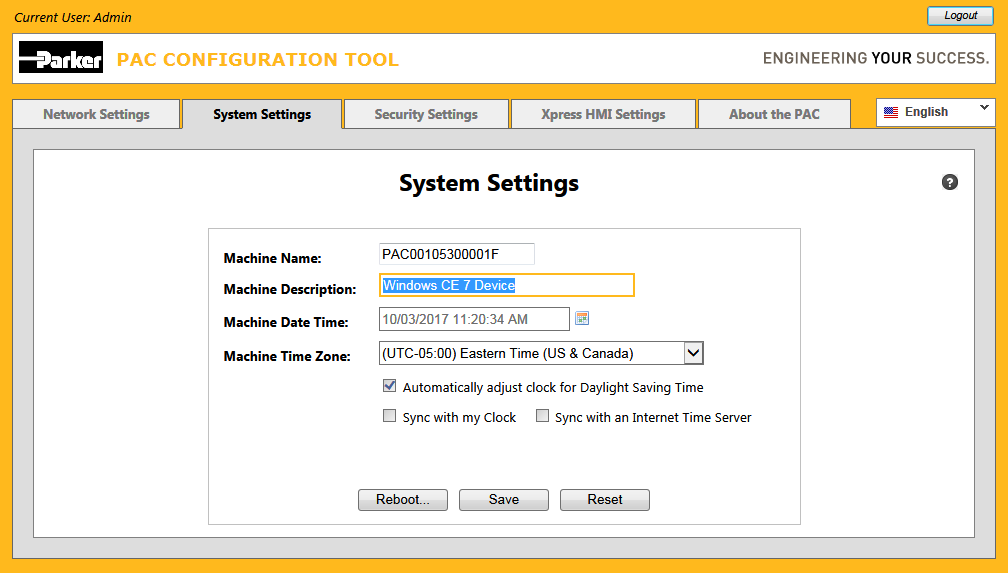 Current User: Admin
Logout
Parker
PAC CONFIGURATION TOOL
ENGINEERING YOUR SUCCESS.
Network Settings
System Settings
Security Settings
Xpress HMI Settings
About the PAC
English
System Settings
?
Machine Name: PAC00105300001F
Machine Description: Windows CE 7 Device
Machine Date Time: 10/03/2017 11:20:34 AM
Machine Time Zone: (UTC-05:00) Eastern Time (US & Canada)
Automatically adjust clock for Daylight Saving Time
Sync with my Clock Sync with an Internet Time Server
Reboot... Save Reset